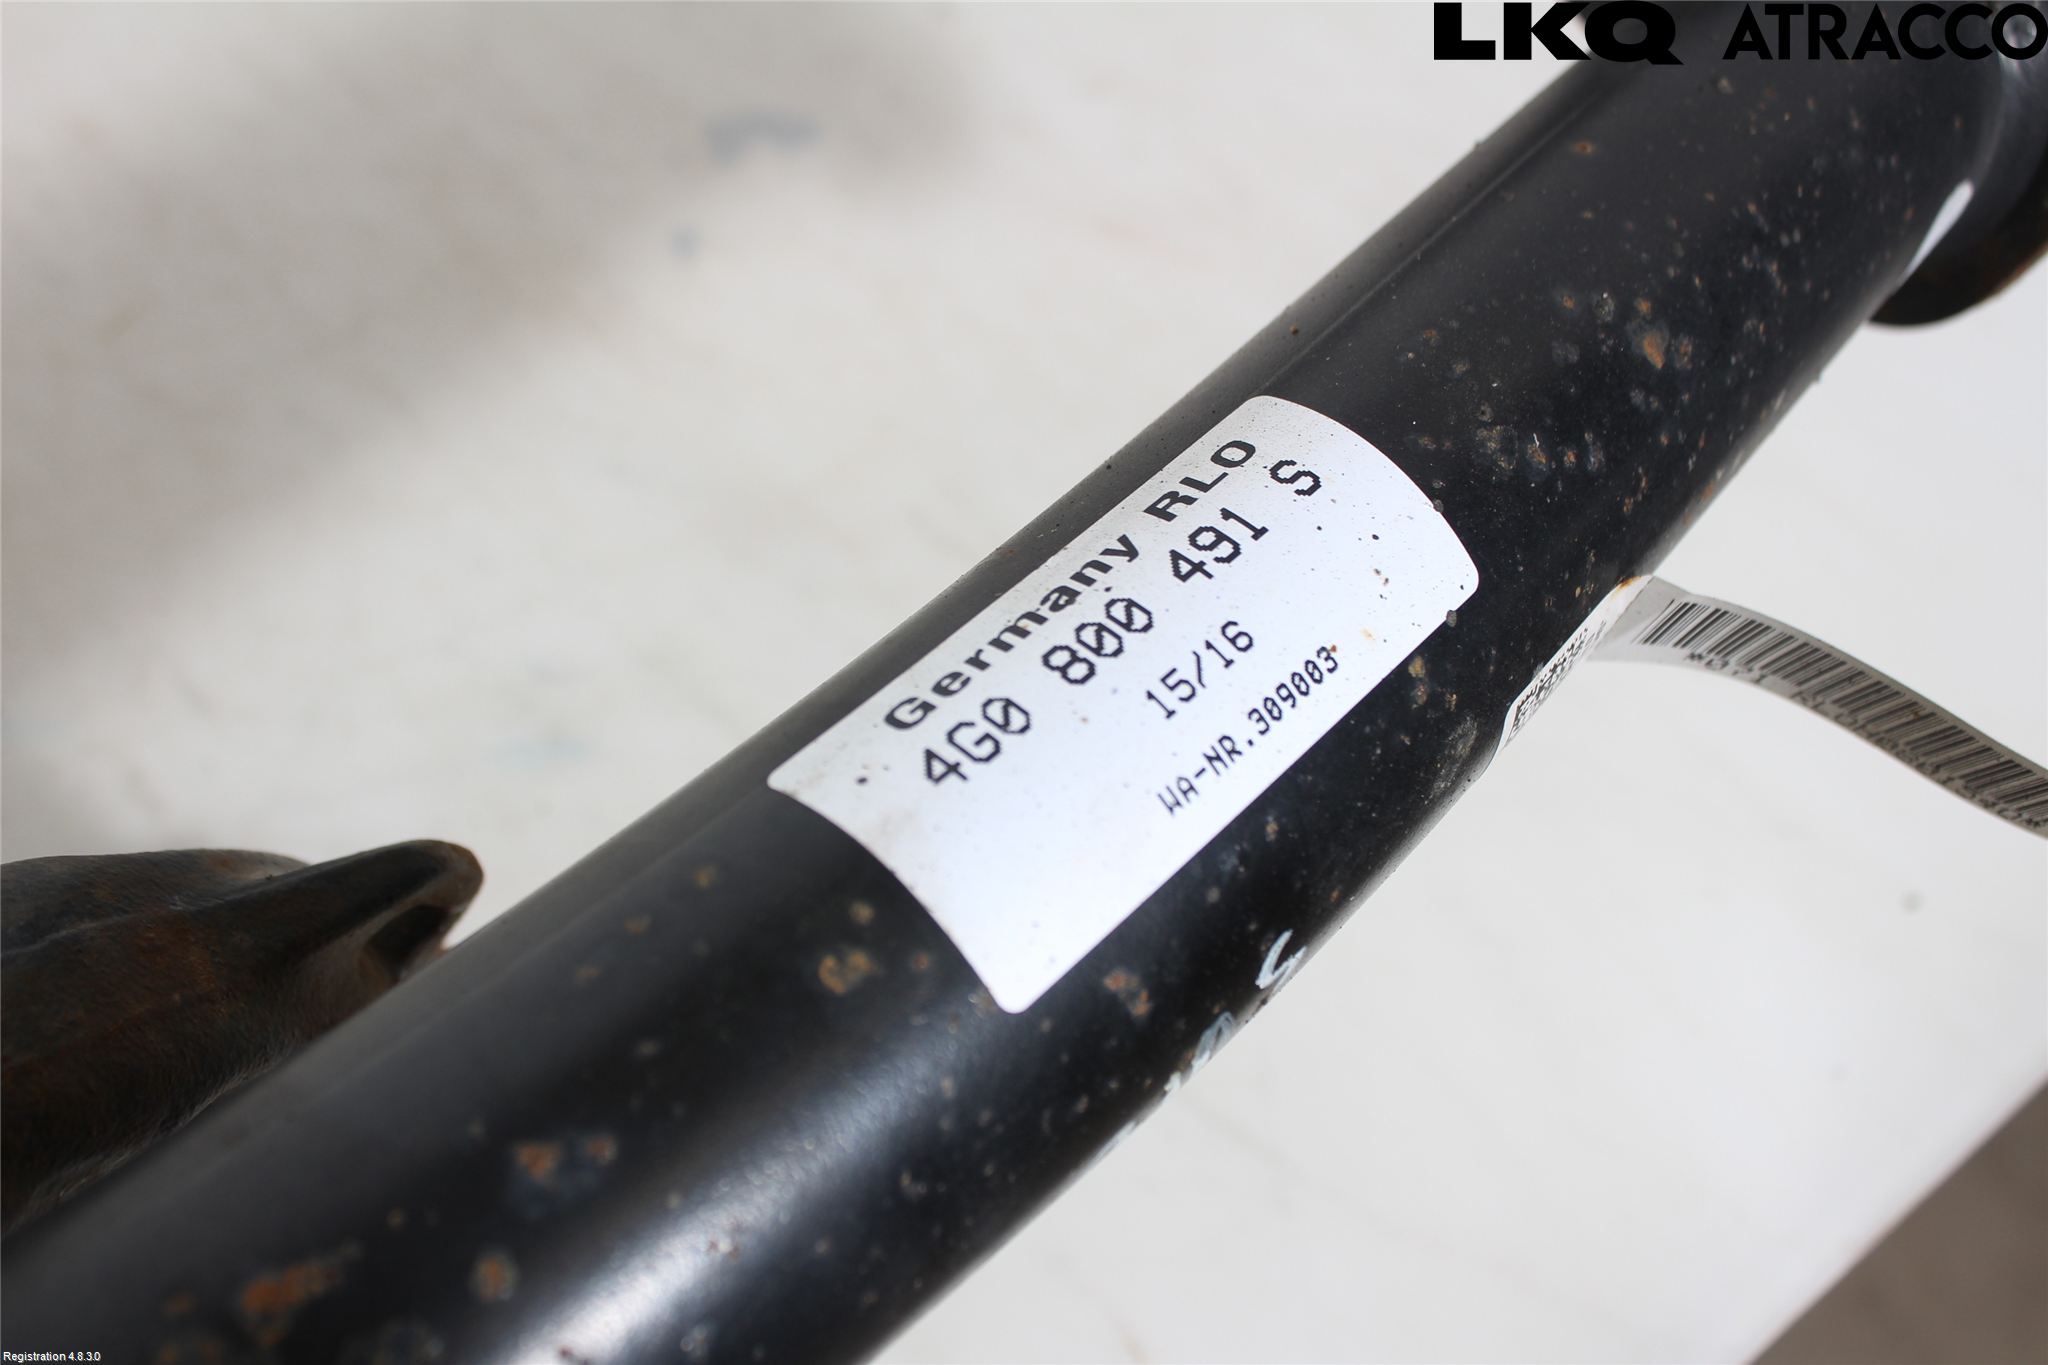 LKQ ATRACCO
Germany RLO
4G0 800 491 S
15/16
WA-NR.309003
Registration 4.8.3.0